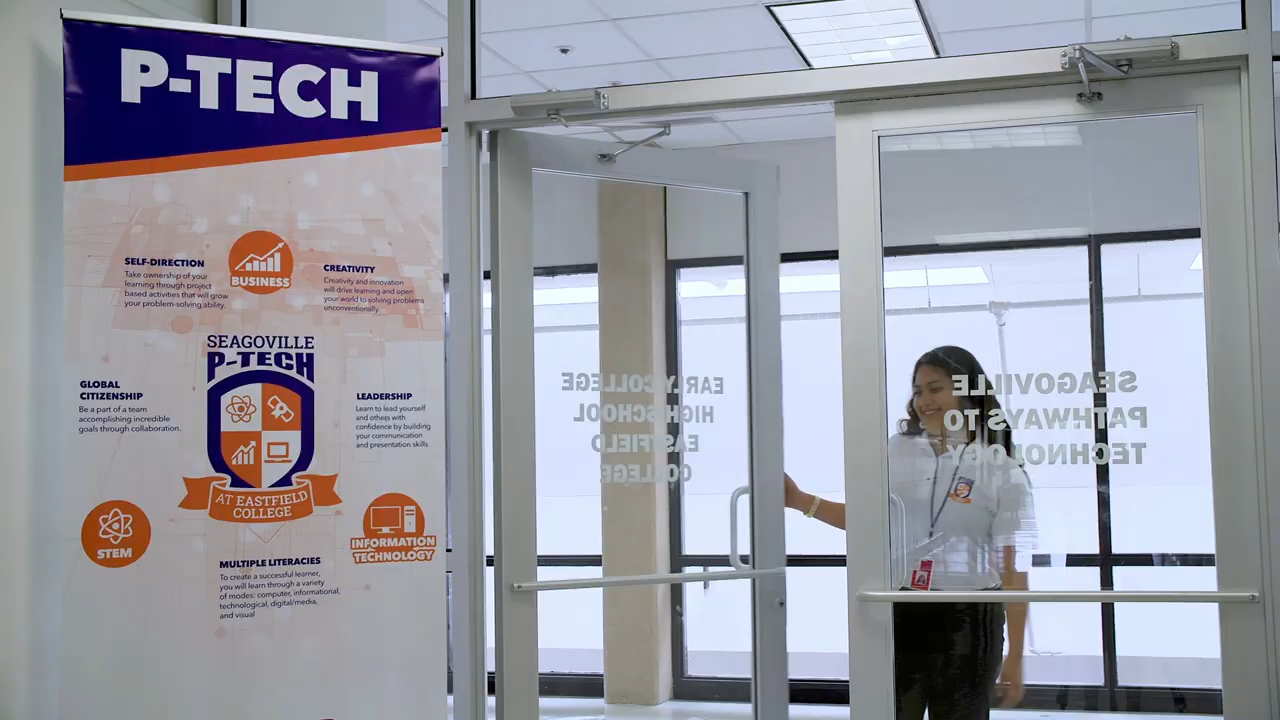 P-TECH
SELF-DIRECTION
Take ownership of your
learning through project
based activities that will grow
your problem-solving ability.
BUSINESS
CREATIVITY
Creativity and innovation
will drive learning and open
your world to solving problems
unconventionally.
SEAGOVILLE
P-TECH
AT EASTFIELD
COLLEGE
GLOBAL
CITIZENSHIP
Be a part of a team
accomplishing incredible
goals through collaboration.
LEADERSHIP
Learn to lead yourself
and others with
confidence by building
your communication
and presentation skills.
STEM
INFORMATION
TECHNOLOGY
MULTIPLE LITERACIES
To create a successful learner,
you will learn through a variety
of modes: computer, informational,
technological, digital/media,
and visual
EARLY COLLEGE
HIGH SCHOOL
EASTFIELD
COLLEGE
SEAGOVILLE
PATHWAYS TO
TECHNOLOGY